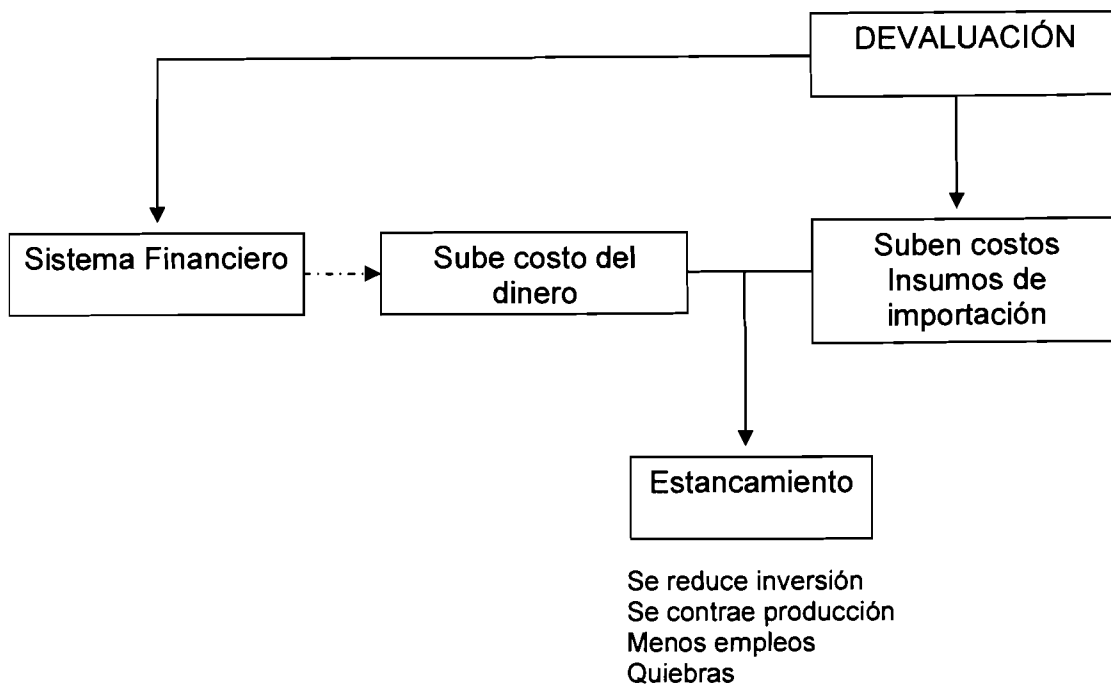 DEVALUACIÓN
Sistema Financiero
Sube costo del
dinero
Suben costos
Insumos de
importación
Estancamiento
Se reduce inversión
Se contrae producción
Menos empleos
Quiebras